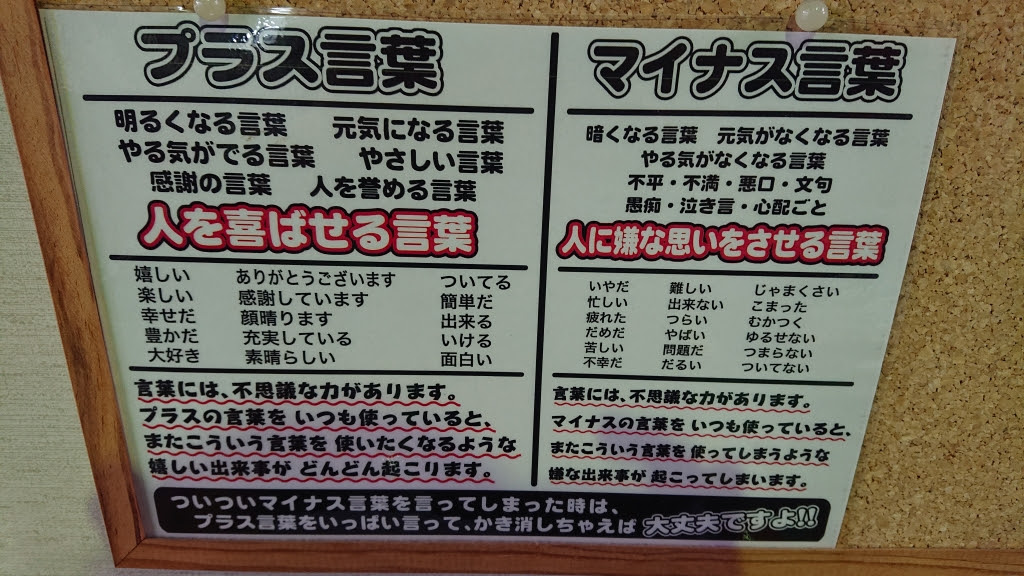 プラス言葉
明るくなる言葉 元気になる言葉
やる気がでる言葉 やさしい言葉
感謝の言葉 人を誉める言葉
人を喜ばせる言葉
嬉しい ありがとうございます ついてる
楽しい 感謝しています 簡単だ
幸せだ 顔晴ります 出来る
豊かだ 充実している いける
大好き 素晴らしい 面白い
言葉には、不思議な力があります。
プラスの言葉を いつも使っていると、
またこういう言葉を 使いたくなるような
嬉しい出来事が どんどん起こります。
マイナス言葉
暗くなる言葉 元気がなくなる言葉
やる気がなくなる言葉
不平・不満・悪口・文句
愚痴・泣き言・心配ごと
人に嫌な思いをさせる言葉
いやだ 難しい じゃまくさい
忙しい 出来ない こまった
疲れた つらい むかつく
だめだ やばい ゆるせない
苦しい 問題だ つまらない
不幸だ だるい ついてない
言葉には、不思議な力があります。
マイナスの言葉を いつも使っていると、
またこういう言葉を 使ってしまうような
嫌な出来事が 起こってしまいます。
ついついマイナス言葉を言ってしまった時は、
プラス言葉をいっぱい言って、かき消しちゃえば 大丈夫ですよ!!